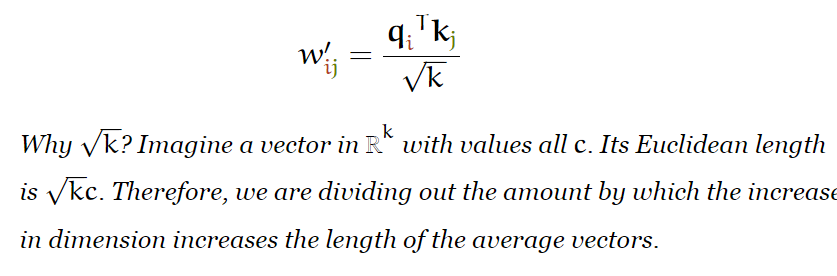 w′ᵢⱼ = qᵢᵀkⱼ / √k
Why √k? Imagine a vector in ℝᵏ with values all c. Its Euclidean length
is √kc. Therefore, we are dividing out the amount by which the increase
in dimension increases the length of the average vectors.